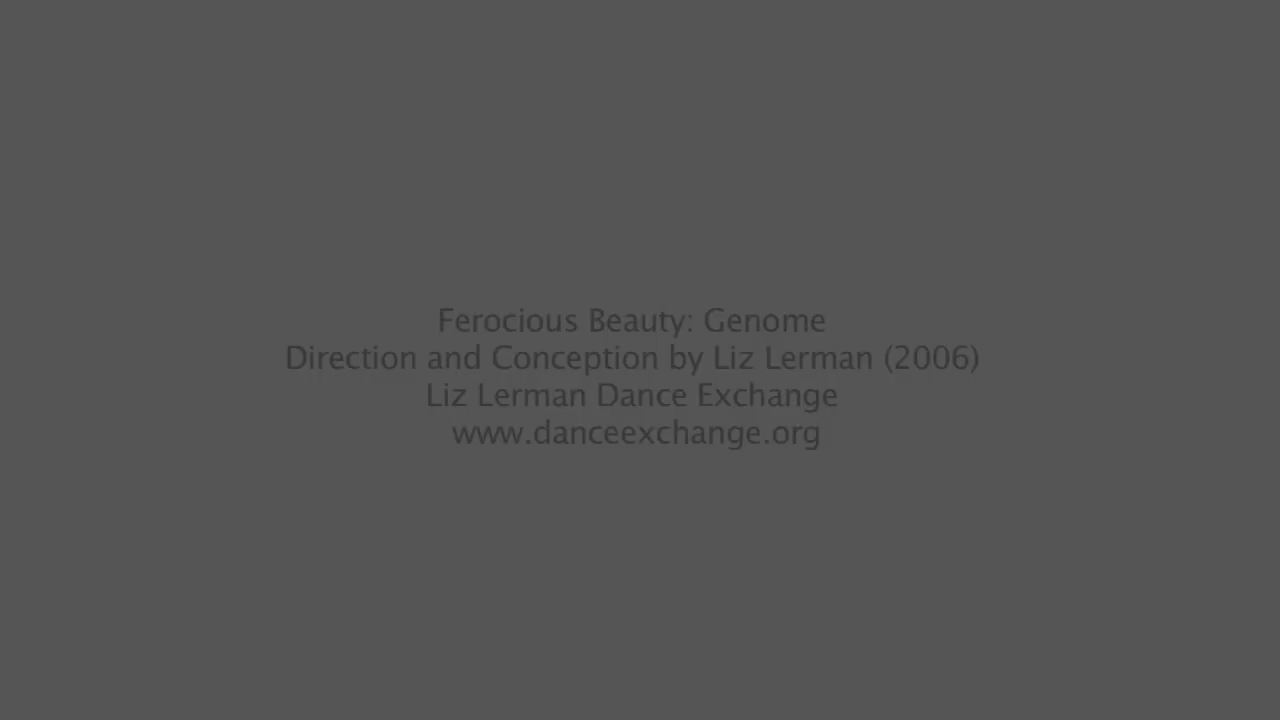 Ferocious Beauty: Genome
Direction and Conception by Liz Lerman (2006)
Liz Lerman Dance Exchange
www.danceexchange.org